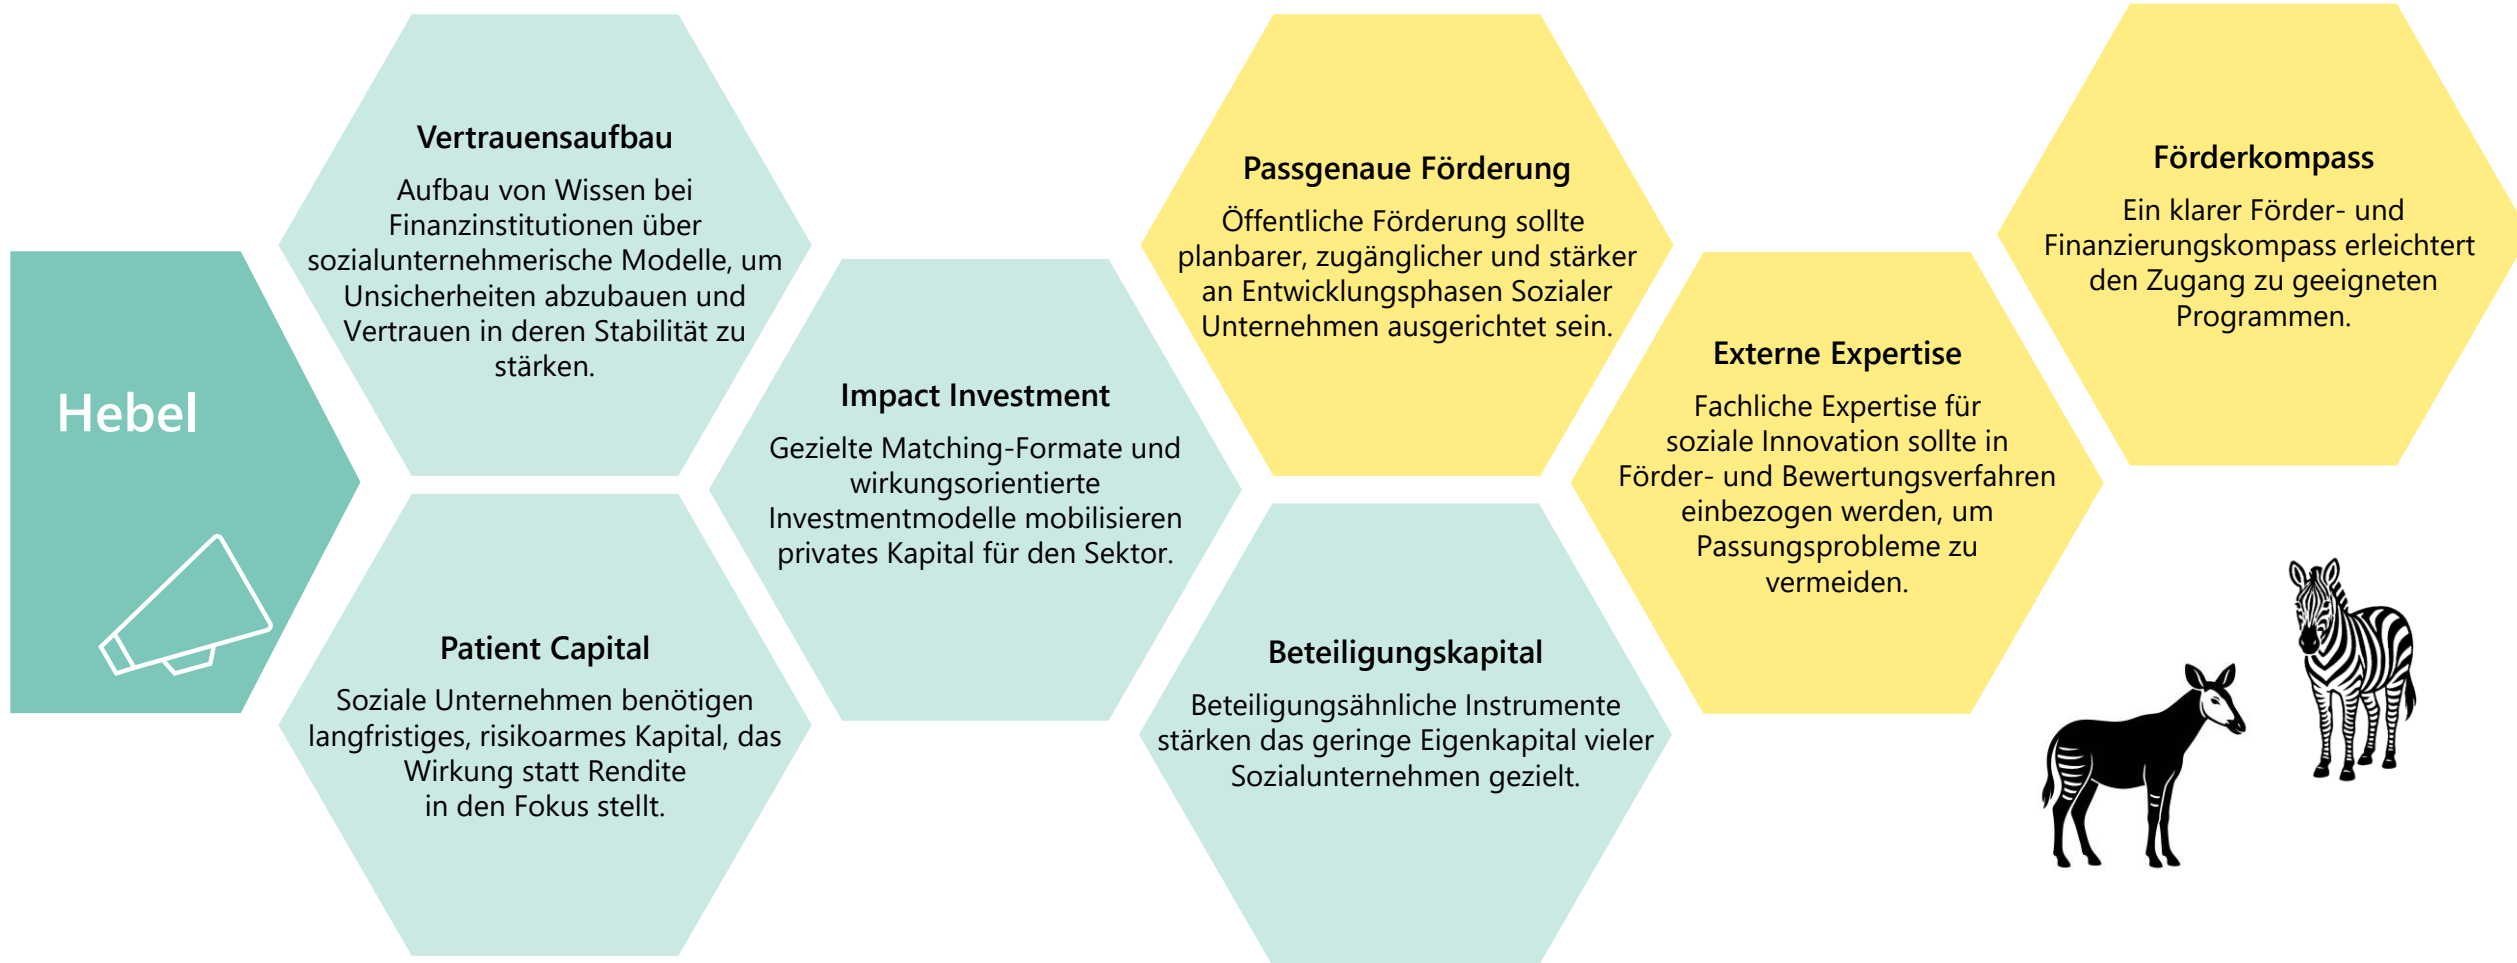 Hebel
Vertrauensaufbau
Aufbau von Wissen bei
Finanzinstitutionen über
sozialunternehmerische Modelle, um
Unsicherheiten abzubauen und
Vertrauen in deren Stabilität zu
stärken.
Patient Capital
Soziale Unternehmen benötigen
langfristiges, risikoarmes Kapital, das
Wirkung statt Rendite
in den Fokus stellt.
Impact Investment
Gezielte Matching-Formate und
wirkungsorientierte
Investmentmodelle mobilisieren
privates Kapital für den Sektor.
Passgenaue Förderung
Öffentliche Förderung sollte
planbarer, zugänglicher und stärker
an Entwicklungsphasen Sozialer
Unternehmen ausgerichtet sein.
Beteiligungskapital
Beteiligungsähnliche Instrumente
stärken das geringe Eigenkapital vieler
Sozialunternehmen gezielt.
Externe Expertise
Fachliche Expertise für
soziale Innovation sollte in
Förder- und Bewertungsverfahren
einbezogen werden, um
Passungsprobleme zu
vermeiden.
Förderkompass
Ein klarer Förder- und
Finanzierungskompass erleichtert
den Zugang zu geeigneten
Programmen.